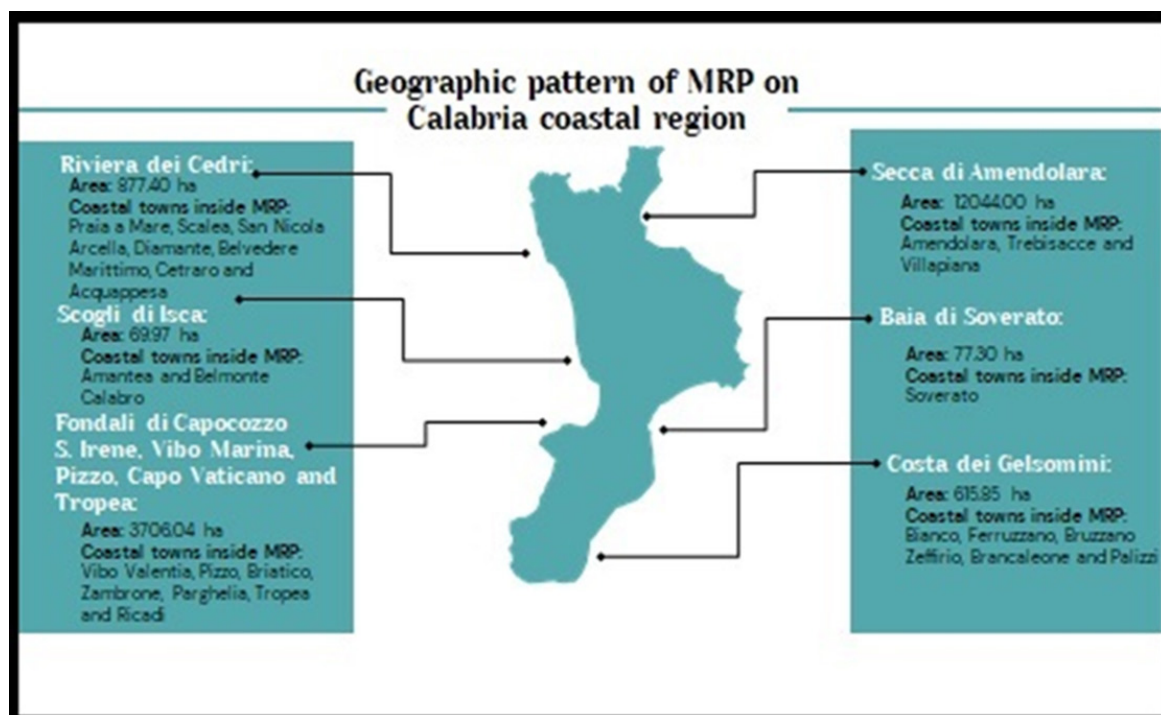 Geographic pattern of MRP on
Calabria coastal region
Riviera dei Cedri:
Area: 877.40 ha
Coastal towns inside MRP:
Praia a Mare, Scalea, San Nicola
Arcella, Diamante, Belvedere
Marittimo, Cetraro and
Acquappesa
Scogli di Isca:
Area: 69.97 ha
Coastal towns inside MRP:
Amantea and Belmonte
Calabro
Fondali di Capocozzo
S. Irene, Vibo Marina,
Pizzo, Capo Vaticano and
Tropea:
Area: 3706.04 ha
Coastal towns inside MRP:
Vibo Valentia, Pizzo, Briatico,
Zambrone, Parghelia, Tropea
and Ricadi
Secca di Amendolara:
Area: 12044.00 ha
Coastal towns inside MRP:
Amendolara, Trebisacce and
Villapiana
Baia di Soverato:
Area: 77.30 ha
Coastal towns inside MRP:
Soverato
Costa dei Gelsomini:
Area: 615.85 ha
Coastal towns inside MRP:
Bianco, Ferruzzano, Bruzzano
Zeffirio, Brancaleone and Palizzi